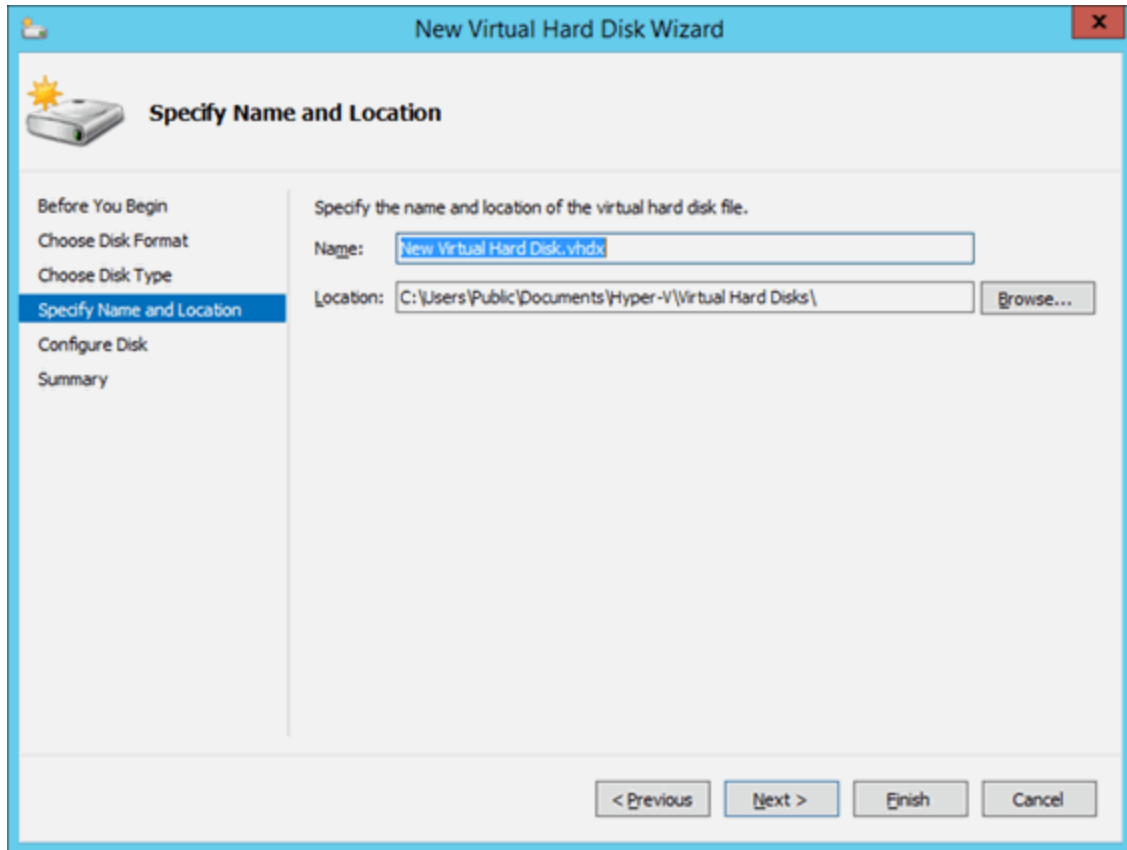 New Virtual Hard Disk Wizard
x
Specify Name and Location
Before You Begin
Choose Disk Format
Choose Disk Type
Specify Name and Location
Configure Disk
Summary
Specify the name and location of the virtual hard disk file.
Name: New Virtual Hard Disk.vhdx
Location: C:\Users\Public\Documents\Hyper-V\Virtual Hard Disks\ Browse...
< Previous Next > Finish Cancel